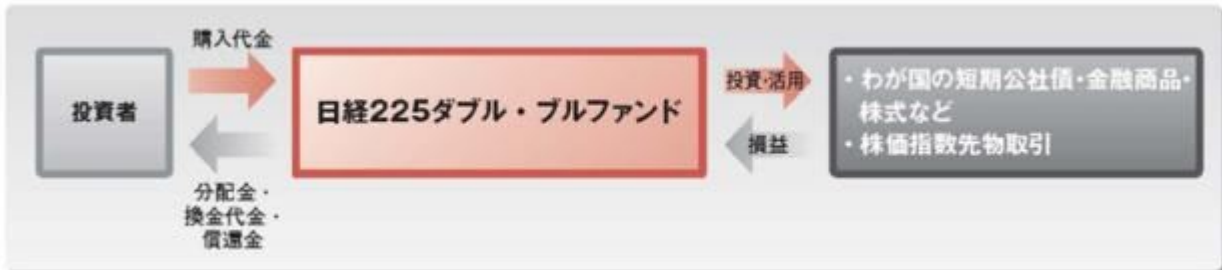 購入代金
投資者
日経225ダブル・ブルファンド
分配金・
換金代金・
償還金
投資・活用
損益
・わが国の短期公社債・金融商品・
株式など
・株価指数先物取引